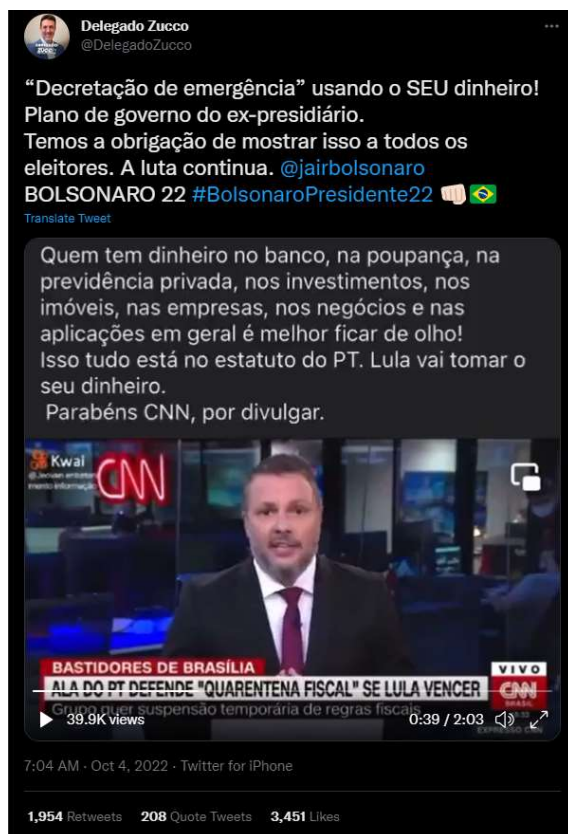 Delegado Zucco
@DelegadoZucco
“Decretação de emergência” usando o SEU dinheiro!
Plano de governo do ex-presidiário.
Temos a obrigação de mostrar isso a todos os
eleitores. A luta continua. @jairbolsonaro
BOLSONARO 22 #BolsonaroPresidente22
Translate Tweet
Quem tem dinheiro no banco, na poupança, na
previdência privada, nos investimentos, nos
imóveis, nas empresas, nos negócios e nas
aplicações em geral é melhor ficar de olho!
Isso tudo está no estatuto do PT. Lula vai tomar o
seu dinheiro.
Parabéns CNN, por divulgar.
Kwai
CNN
BASTIDORES DE BRASÍLIA
VIVO
ALA DO PT DEFENDE "QUARENTENA FISCAL" SE LULA VENCER
CNN
BRASIL
Grupo quer suspensão temporária de regras fiscais
39.9K views
0:39 / 2:03
EXPRESSO CNN
7:04 AM · Oct 4, 2022 · Twitter for iPhone
1,954 Retweets 208 Quote Tweets 3,451 Likes